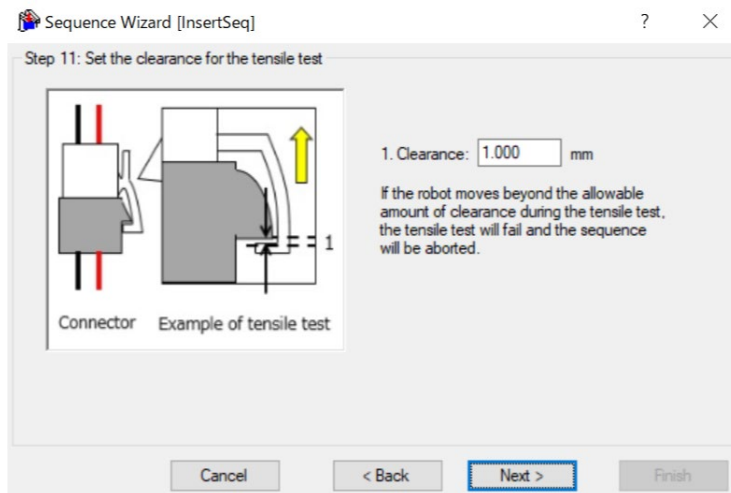 Sequence Wizard [InsertSeq]
?
Step 11: Set the clearance for the tensile test
1. Clearance: 1.000 mm
If the robot moves beyond the allowable
amount of clearance during the tensile test,
the tensile test will fail and the sequence
will be aborted.
1
Connector Example of tensile test
Cancel < Back Next > Finish